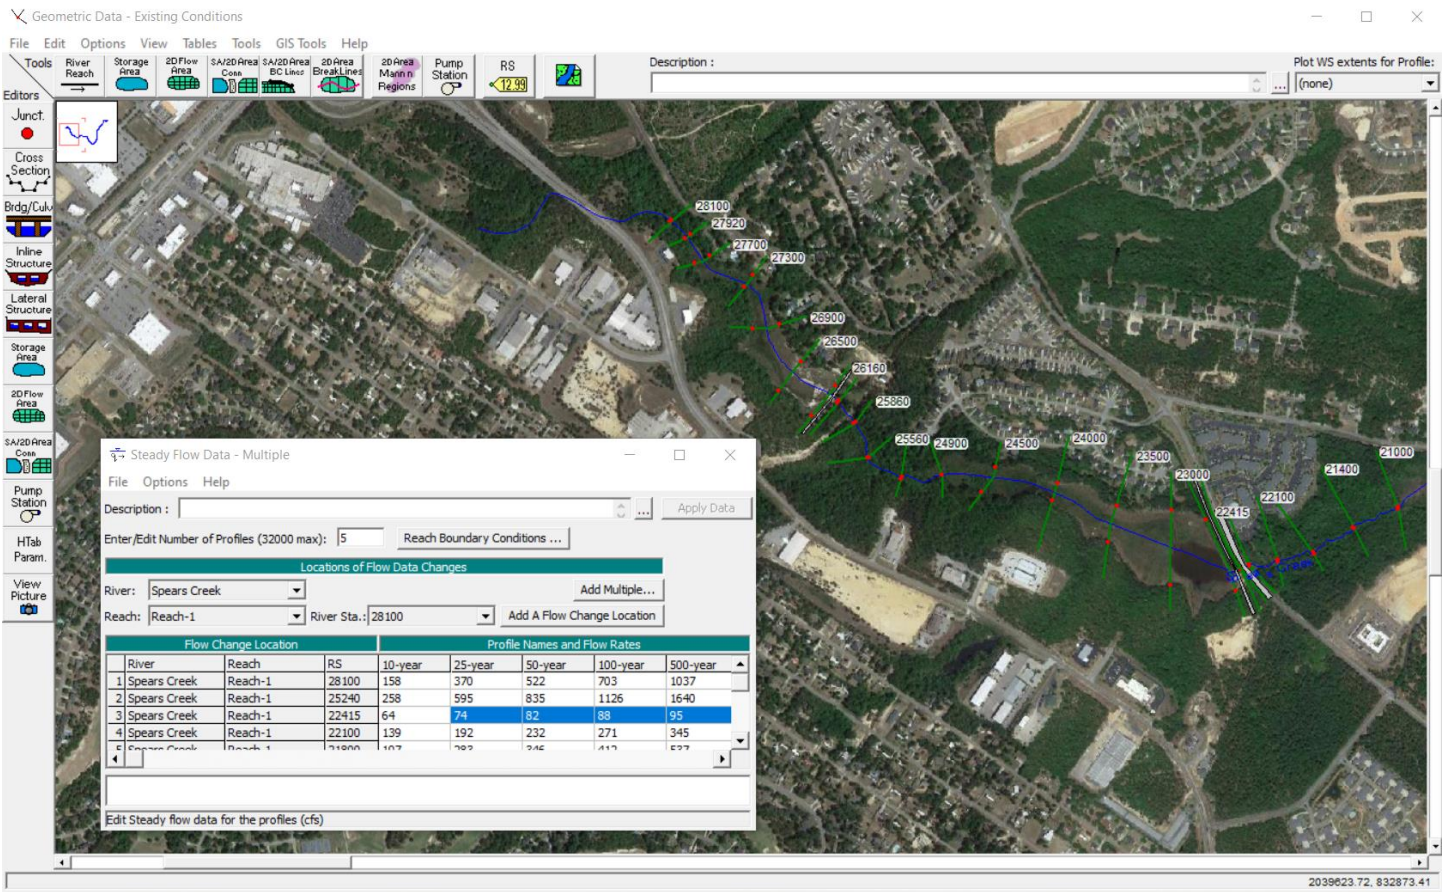 Geometric Data - Existing Conditions
File Edit Options View Tables Tools GIS Tools Help
Tools
River Reach
Storage Area
2D Flow Area
SA/2D Area Conn
SA/2D Area BC Lines
2D Area BreakLines
2D Area Mann n Regions
Pump Station
RS
12.99
Description :
...
Plot WS extents for Profile:
(none)
Editors
Junct.
Cross Section
Brdg/Culv
Inline Structure
Lateral Structure
Storage Area
2D Flow Area
SA/2D Area Conn
Pump Station
HTab Param.
View Picture
28100
27920
27700
27300
26900
26500
26160
25860
25560
24900
24500
24000
23500
23000
22415
22100
21400
21000
Steady Flow Data - Multiple
File Options Help
Description :
...
Apply Data
Enter/Edit Number of Profiles (32000 max): 5
Reach Boundary Conditions ...
Locations of Flow Data Changes
River: Spears Creek
Add Multiple...
Reach: Reach-1 River Sta.: 28100 Add A Flow Change Location
Flow Change Location Profile Names and Flow Rates
River Reach RS 10-year 25-year 50-year 100-year 500-year
1 Spears Creek Reach-1 28100 158 370 522 703 1037
2 Spears Creek Reach-1 25240 258 595 835 1126 1640
3 Spears Creek Reach-1 22415 64 74 82 88 95
4 Spears Creek Reach-1 22100 139 192 232 271 345
Edit Steady flow data for the profiles (cfs)
2039623.72, 832873.41